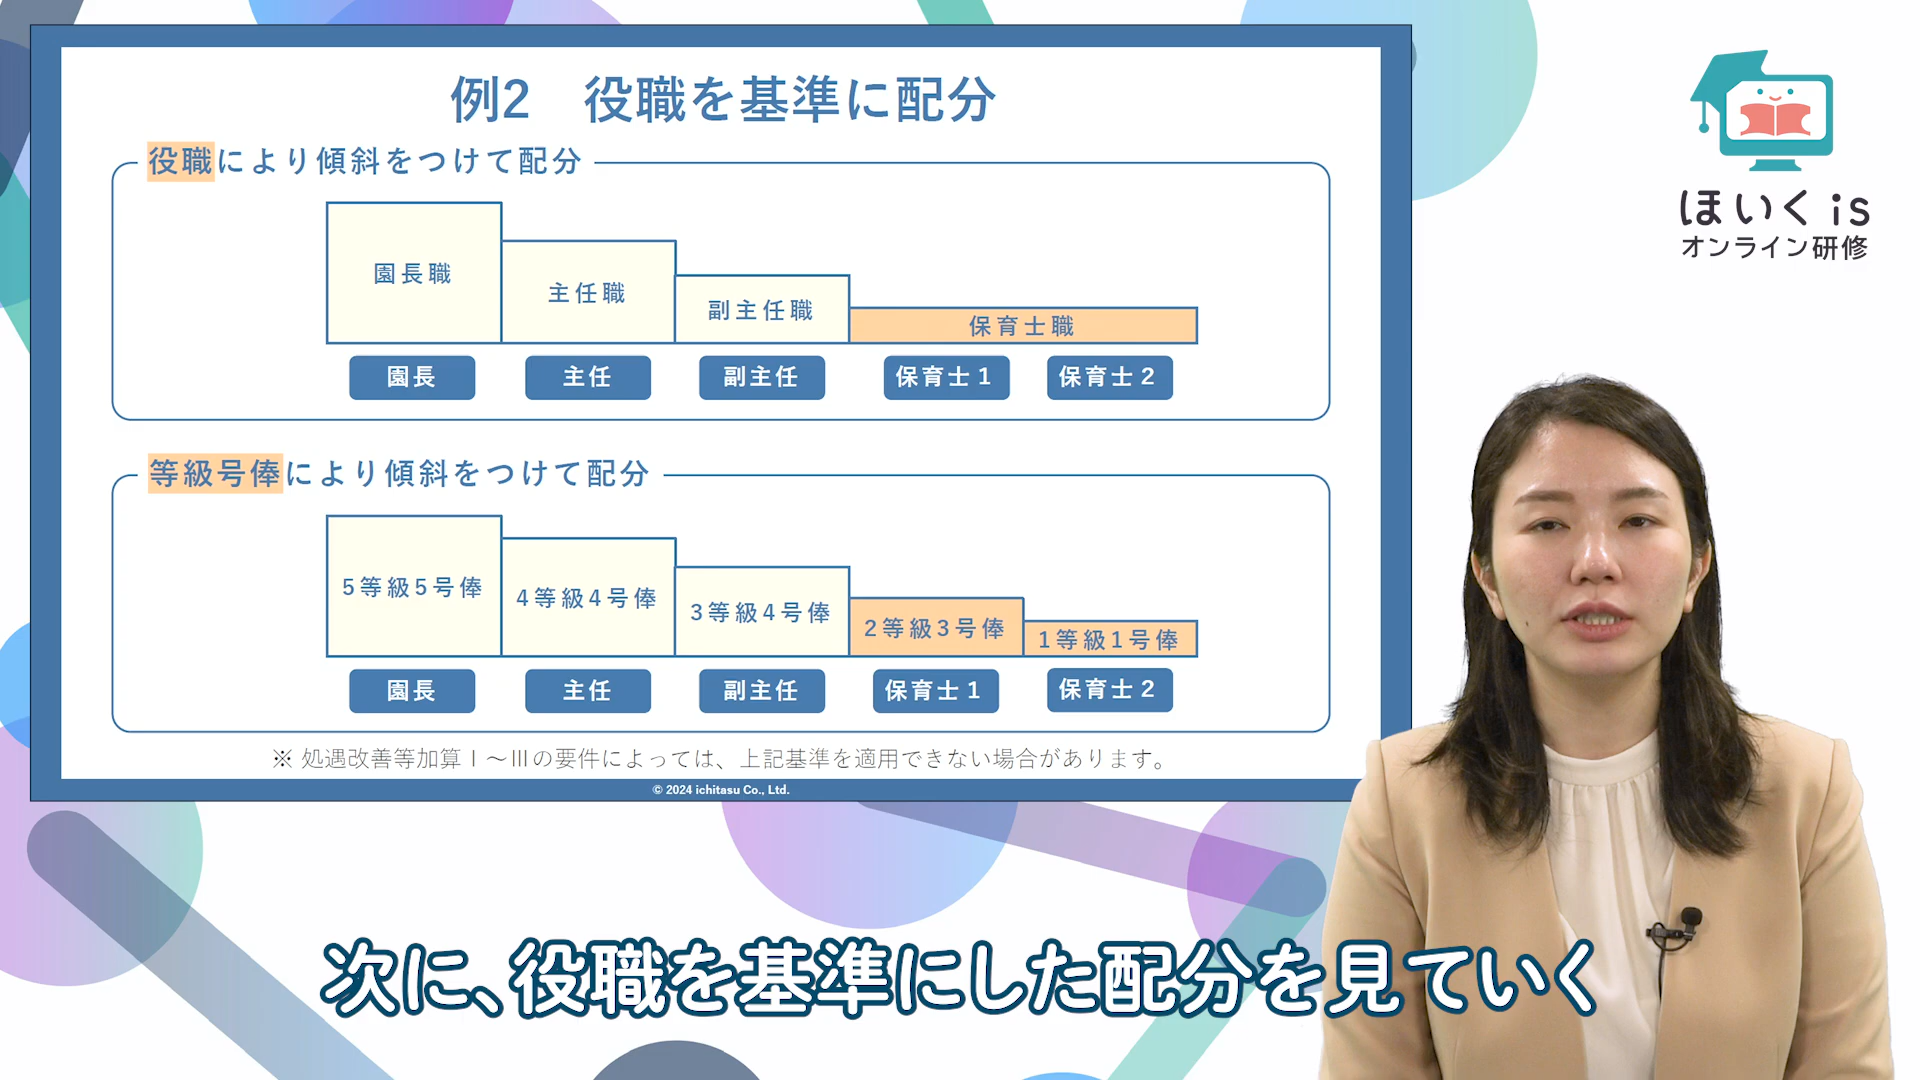 例2　役職を基準に配分
役職により傾斜をつけて配分
園長職
主任職
副主任職
保育士職
園長
主任
副主任
保育士1
保育士2
等級号俸により傾斜をつけて配分
5等級5号俸
4等級4号俸
3等級4号俸
2等級3号俸
1等級1号俸
園長
主任
副主任
保育士1
保育士2
※ 処遇改善等加算Ⅰ～Ⅲの要件によっては、上記基準を適用できない場合があります。
© 2024 ichitasu Co., Ltd.
ほいくis
オンライン研修
次に、役職を基準にした配分を見ていく